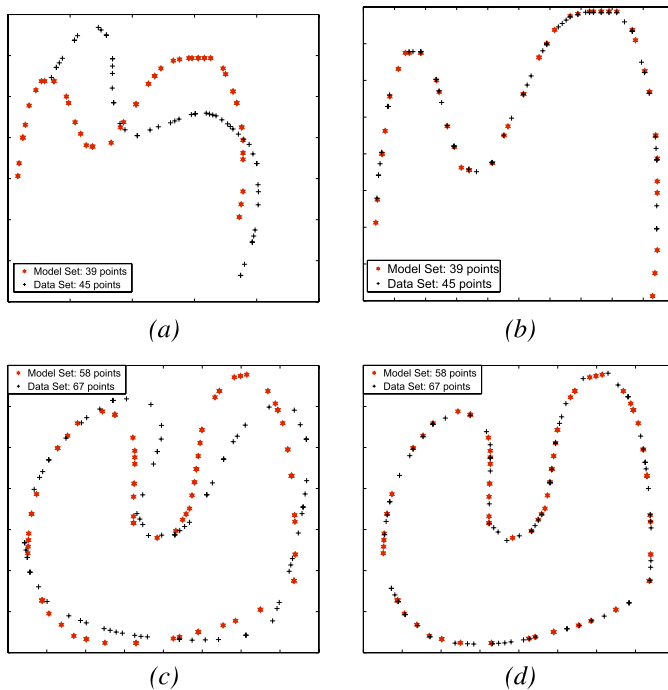 Model Set: 39 points
Data Set: 45 points
(a)
Model Set: 39 points
Data Set: 45 points
(b)
Model Set: 58 points
Data Set: 67 points
(c)
Model Set: 58 points
Data Set: 67 points
(d)